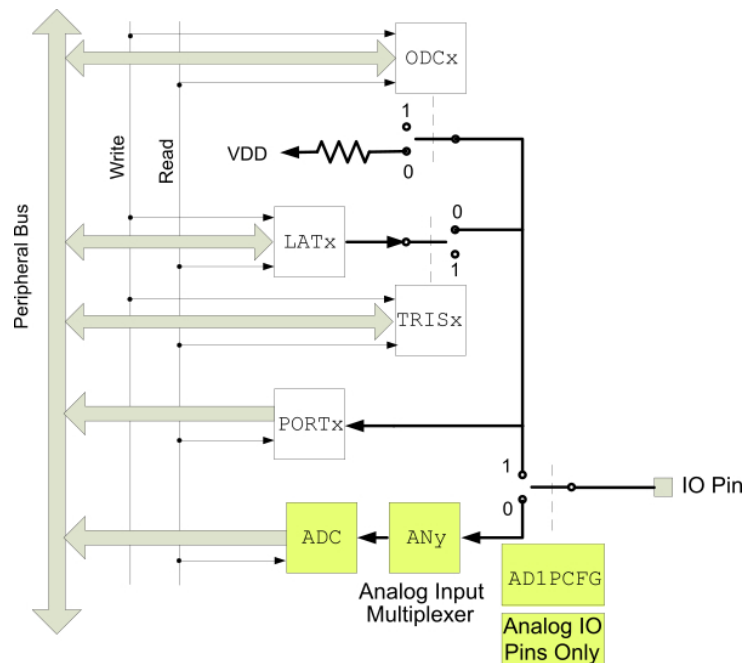 ODCx
1
VDD
0
Write
Read
0
LATx
1
Peripheral Bus
TRISx
PORTx
1
IO Pin
0
ADC
ANy
Analog Input
Multiplexer
AD1PCFG
Analog IO
Pins Only